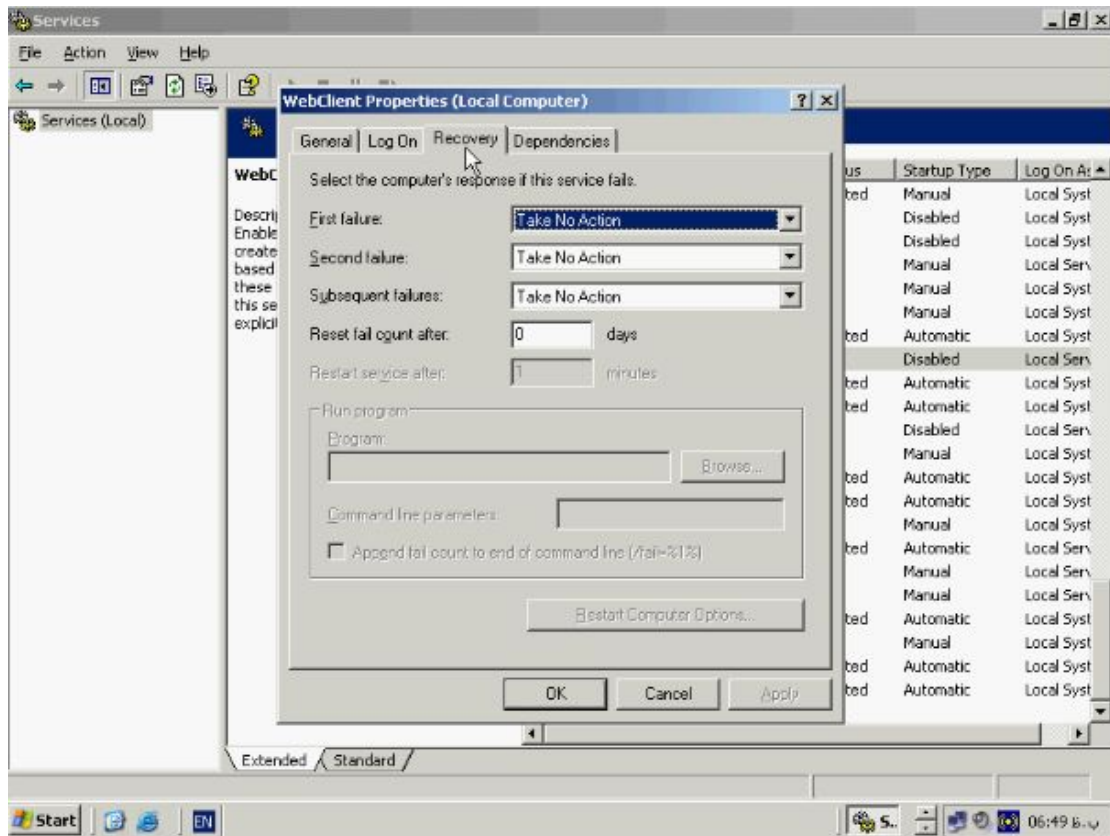 Services
File Action View Help
WebClient Properties (Local Computer)
Services (Local)
General Log On Recovery Dependencies
Select the computer's response if this service fails.
First failure: Take No Action
Second failure: Take No Action
Subsequent failures: Take No Action
Reset fail count after: 0 days
Restart service after: 1 minutes
Run program
Program:
Browse...
Command line parameters:
Append fail count to end of command line (/fail=%1%)
Restart Computer Options...
OK Cancel Apply
WebC
Descri
Enable
create
based
these
this se
explicit
us Startup Type Log On As
ted Manual Local Syst
Disabled Local Syst
Disabled Local Syst
Manual Local Serv
Manual Local Syst
Manual Local Syst
ted Automatic Local Syst
Disabled Local Serv
ted Automatic Local Syst
ted Automatic Local Syst
Disabled Local Serv
Manual Local Syst
ted Automatic Local Syst
ted Automatic Local Syst
Manual Local Syst
ted Automatic Local Serv
Manual Local Serv
Manual Local Serv
ted Automatic Local Syst
Manual Local Syst
ted Automatic Local Syst
ted Automatic Local Syst
Extended Standard
Start EN S.. 06:49 ب.ظ